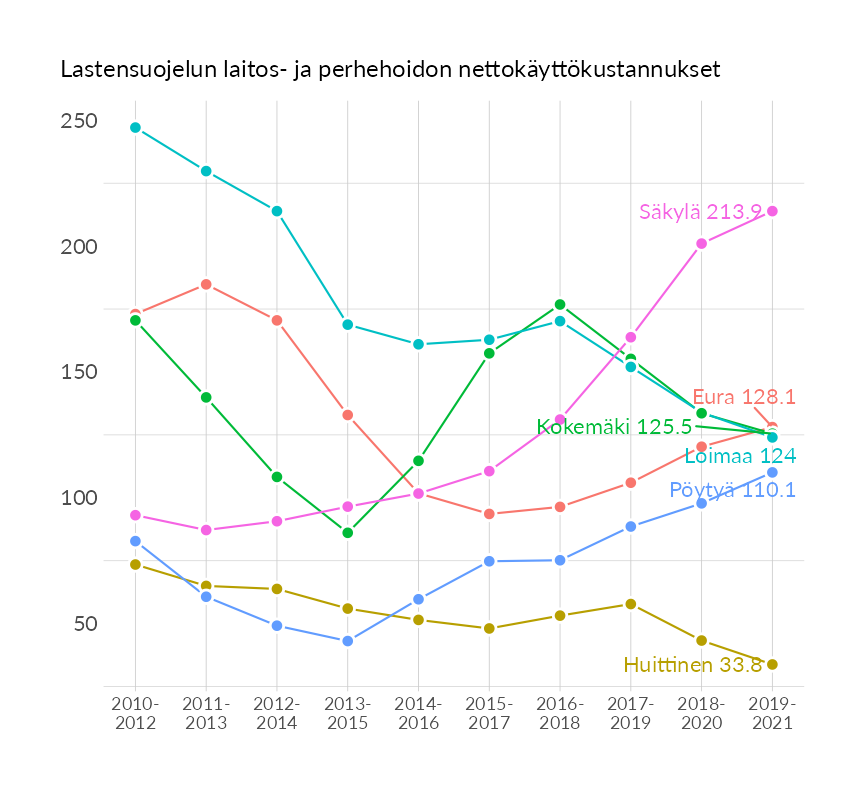 Lastensuojelun laitos- ja perhehoidon nettokäyttökustannukset
250
200
150
100
50
Säkylä 213.9
Eura 128.1
Kokemäki 125.5
Loimaa 124
Pöytyä 110.1
Huittinen 33.8
2010- 2011- 2012- 2013- 2014- 2015- 2016- 2017- 2018- 2019-
2012 2013 2014 2015 2016 2017 2018 2019 2020 2021